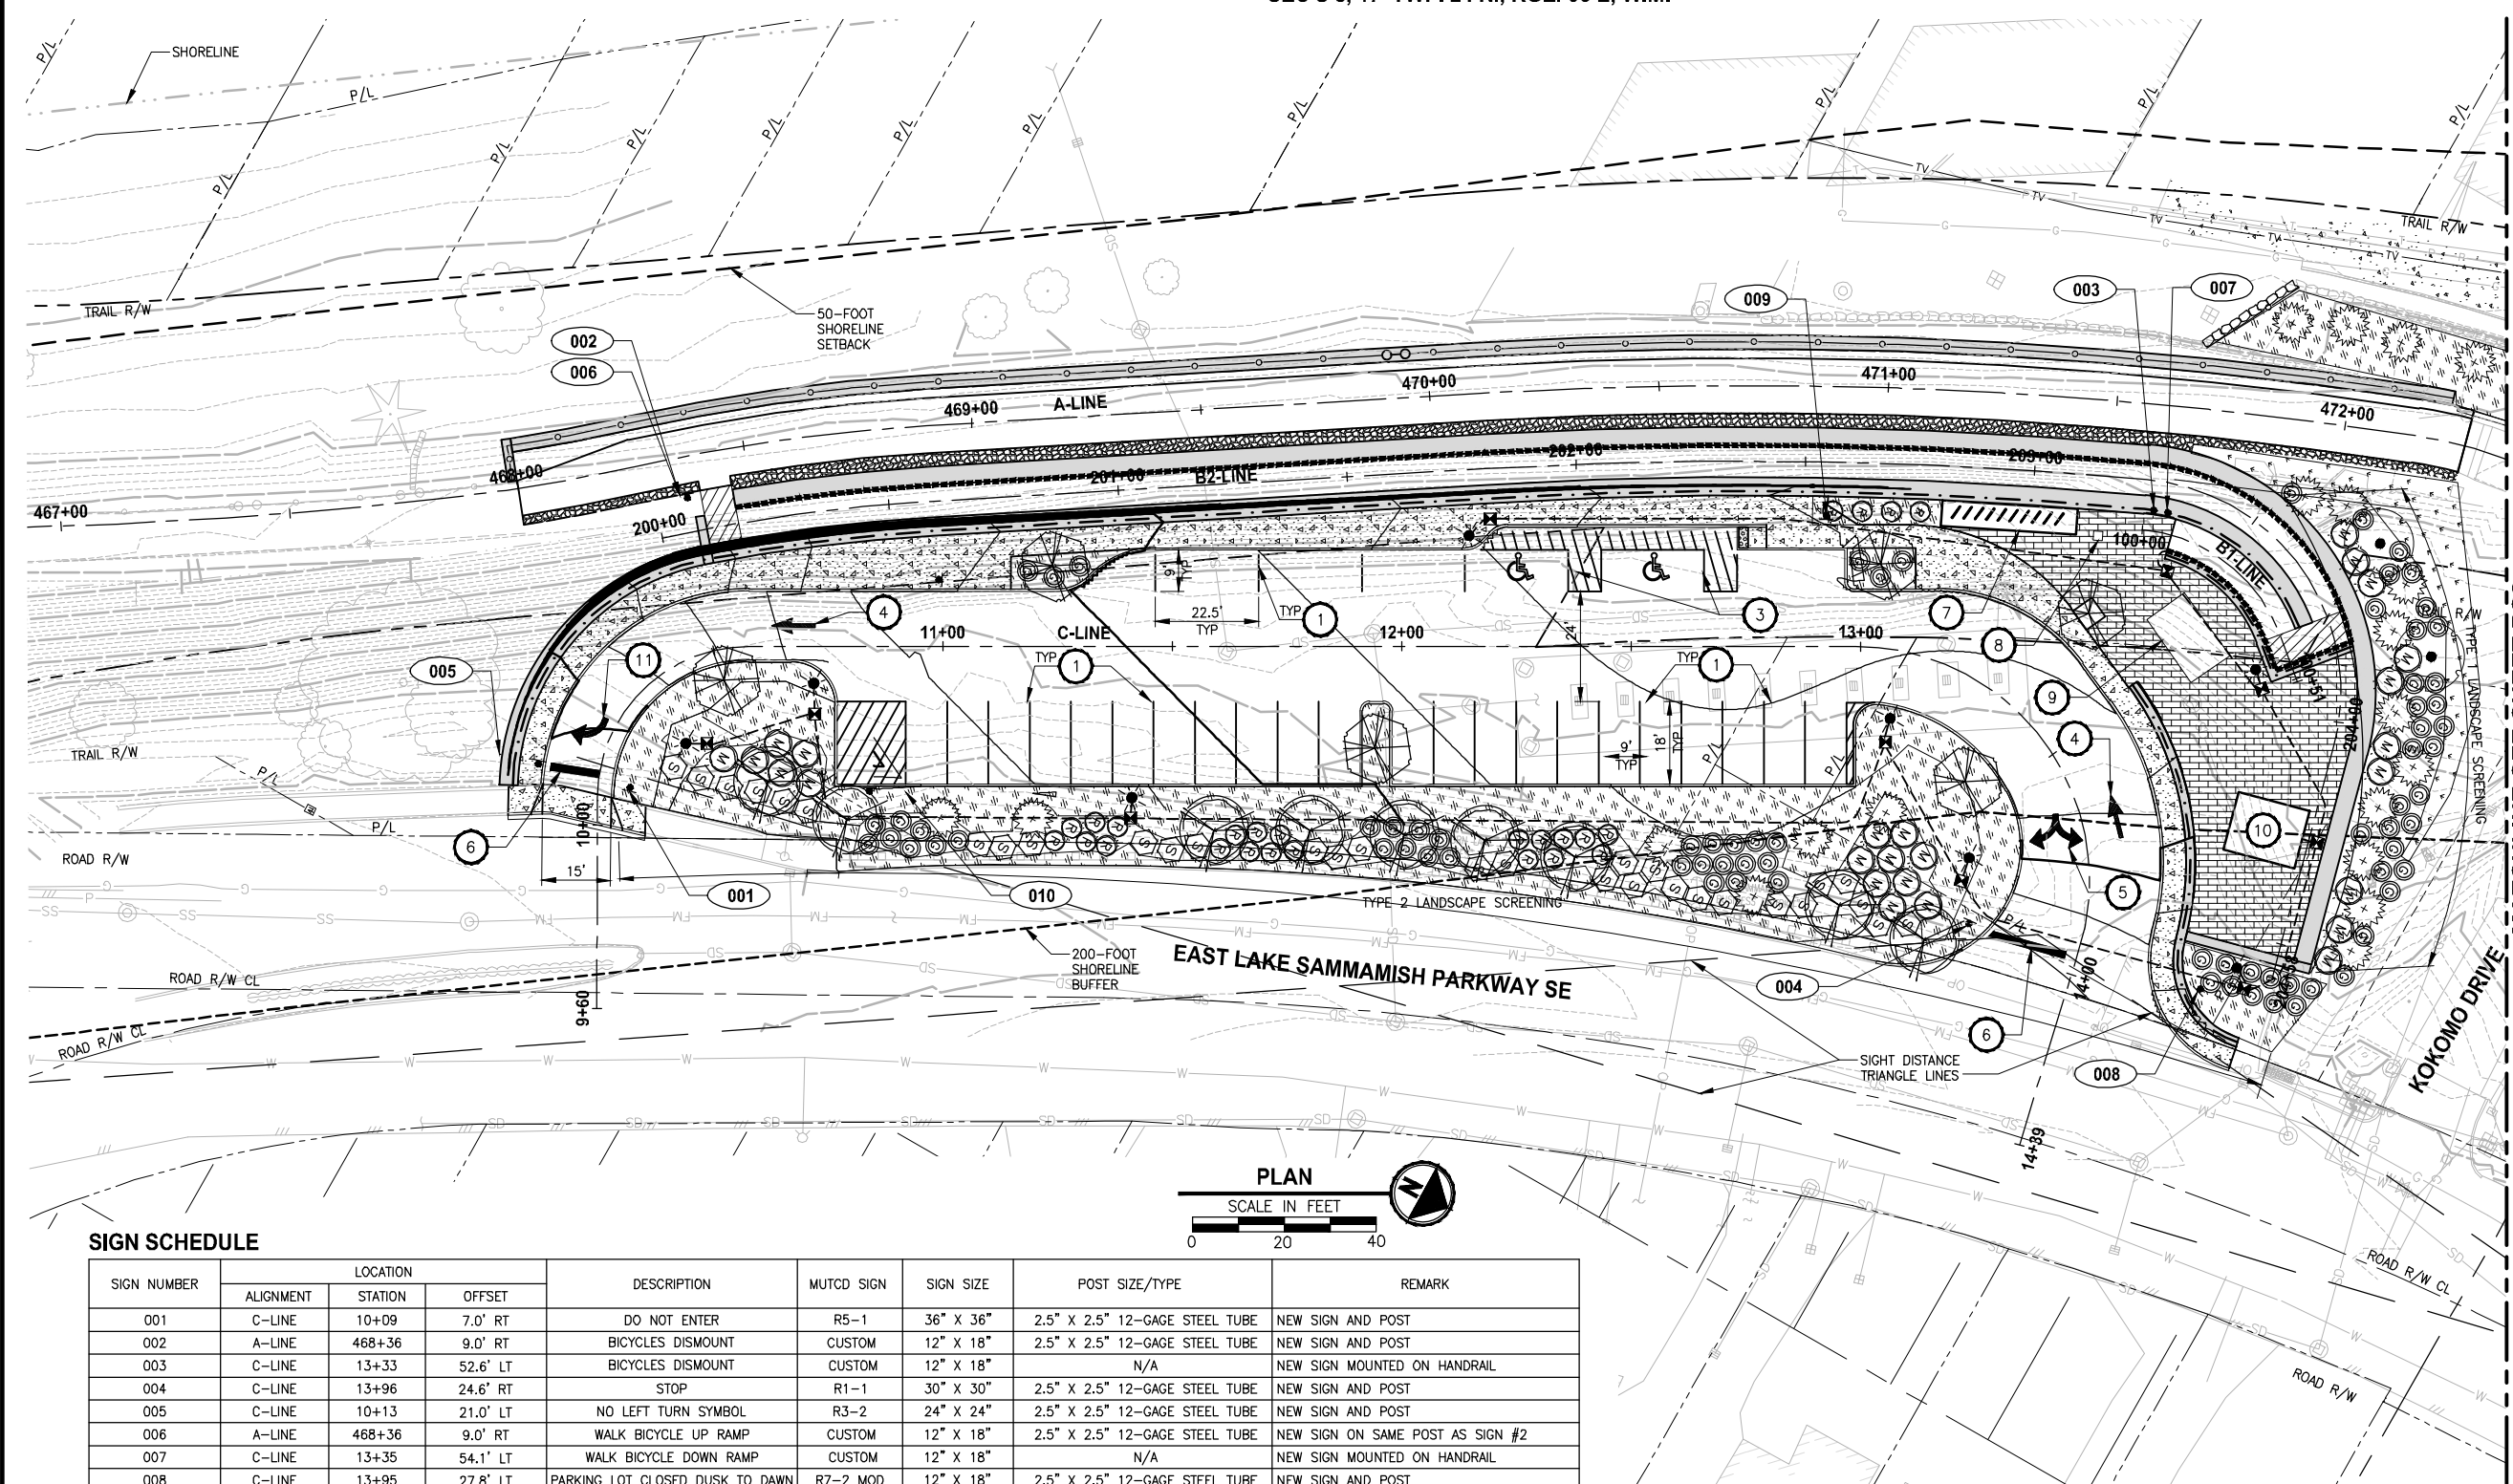 SHORELINE
P/L
P/L
P/L
P/L
P/L
P/L
P/L
P/L
P/L
P/L
P/L
P/L
TRAIL R/W
TRAIL R/W
50-FOOT
SHORELINE
SETBACK
002
006
009
003
007
467+00
468+00
469+00
A-LINE
470+00
471+00
472+00
200+00
201+00
B2-LINE
202+00
203+00
100+00
B1-LINE
204+00
9'
TYP
22.5'
TYP
TYP
1
3
7
8
9
4
11
005
11+00
C-LINE
12+00
13+00
24'
TYP
1
TYP
1
9'
TYP
18'
TYP
P/L
P/L
4
10
5
TYPE 1 LANDSCAPE SCREENING
TRAIL R/W
P/L
P/L
ROAD R/W
6
10+00
15'
001
010
TYPE 2 LANDSCAPE SCREENING
200-FOOT
SHORELINE
BUFFER
EAST LAKE SAMMAMISH PARKWAY SE
004
P/L
14+00
6
SIGHT DISTANCE
TRIANGLE LINES
008
KOKOMO DRIVE
ROAD R/W CL
ROAD R/W CL
9+60
14+39
ROAD R/W CL
ROAD R/W
PLAN
SCALE IN FEET
0 20 40
N
SIGN SCHEDULE
SIGN NUMBER LOCATION DESCRIPTION MUTCD SIGN SIGN SIZE POST SIZE/TYPE REMARK
ALIGNMENT STATION OFFSET
001 C-LINE 10+09 7.0' RT DO NOT ENTER R5-1 36" X 36" 2.5" X 2.5" 12-GAGE STEEL TUBE NEW SIGN AND POST
002 A-LINE 468+36 9.0' RT BICYCLES DISMOUNT CUSTOM 12" X 18" 2.5" X 2.5" 12-GAGE STEEL TUBE NEW SIGN AND POST
003 C-LINE 13+33 52.6' LT BICYCLES DISMOUNT CUSTOM 12" X 18" N/A NEW SIGN MOUNTED ON HANDRAIL
004 C-LINE 13+96 24.6' RT STOP R1-1 30" X 30" 2.5" X 2.5" 12-GAGE STEEL TUBE NEW SIGN AND POST
005 C-LINE 10+13 21.0' LT NO LEFT TURN SYMBOL R3-2 24" X 24" 2.5" X 2.5" 12-GAGE STEEL TUBE NEW SIGN AND POST
006 A-LINE 468+36 9.0' RT WALK BICYCLE UP RAMP CUSTOM 12" X 18" 2.5" X 2.5" 12-GAGE STEEL TUBE NEW SIGN ON SAME POST AS SIGN #2
007 C-LINE 13+35 54.1' LT WALK BICYCLE DOWN RAMP CUSTOM 12" X 18" N/A NEW SIGN MOUNTED ON HANDRAIL
008 C-LINE 13+95 27.8' LT PARKING LOT CLOSED DUSK TO DAWN R7-2 MOD 12" X 18" 2.5" X 2.5" 12-GAGE STEEL TUBE NEW SIGN AND POST